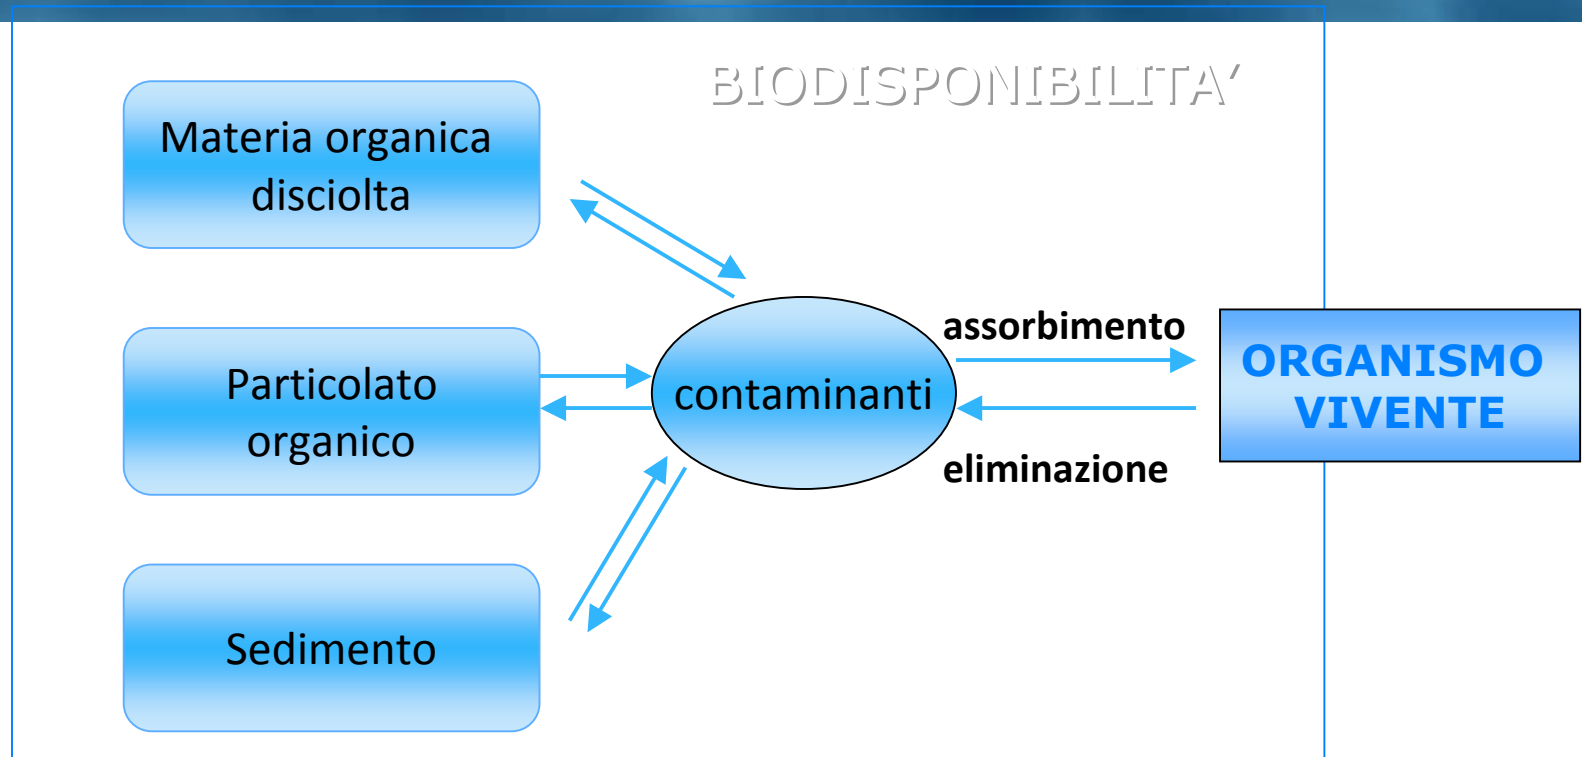 BIODISPONIBILITA’
Materia organica
disciolta
Particolato
organico
Sedimento
contaminanti
assorbimento
eliminazione
ORGANISMO
VIVENTE